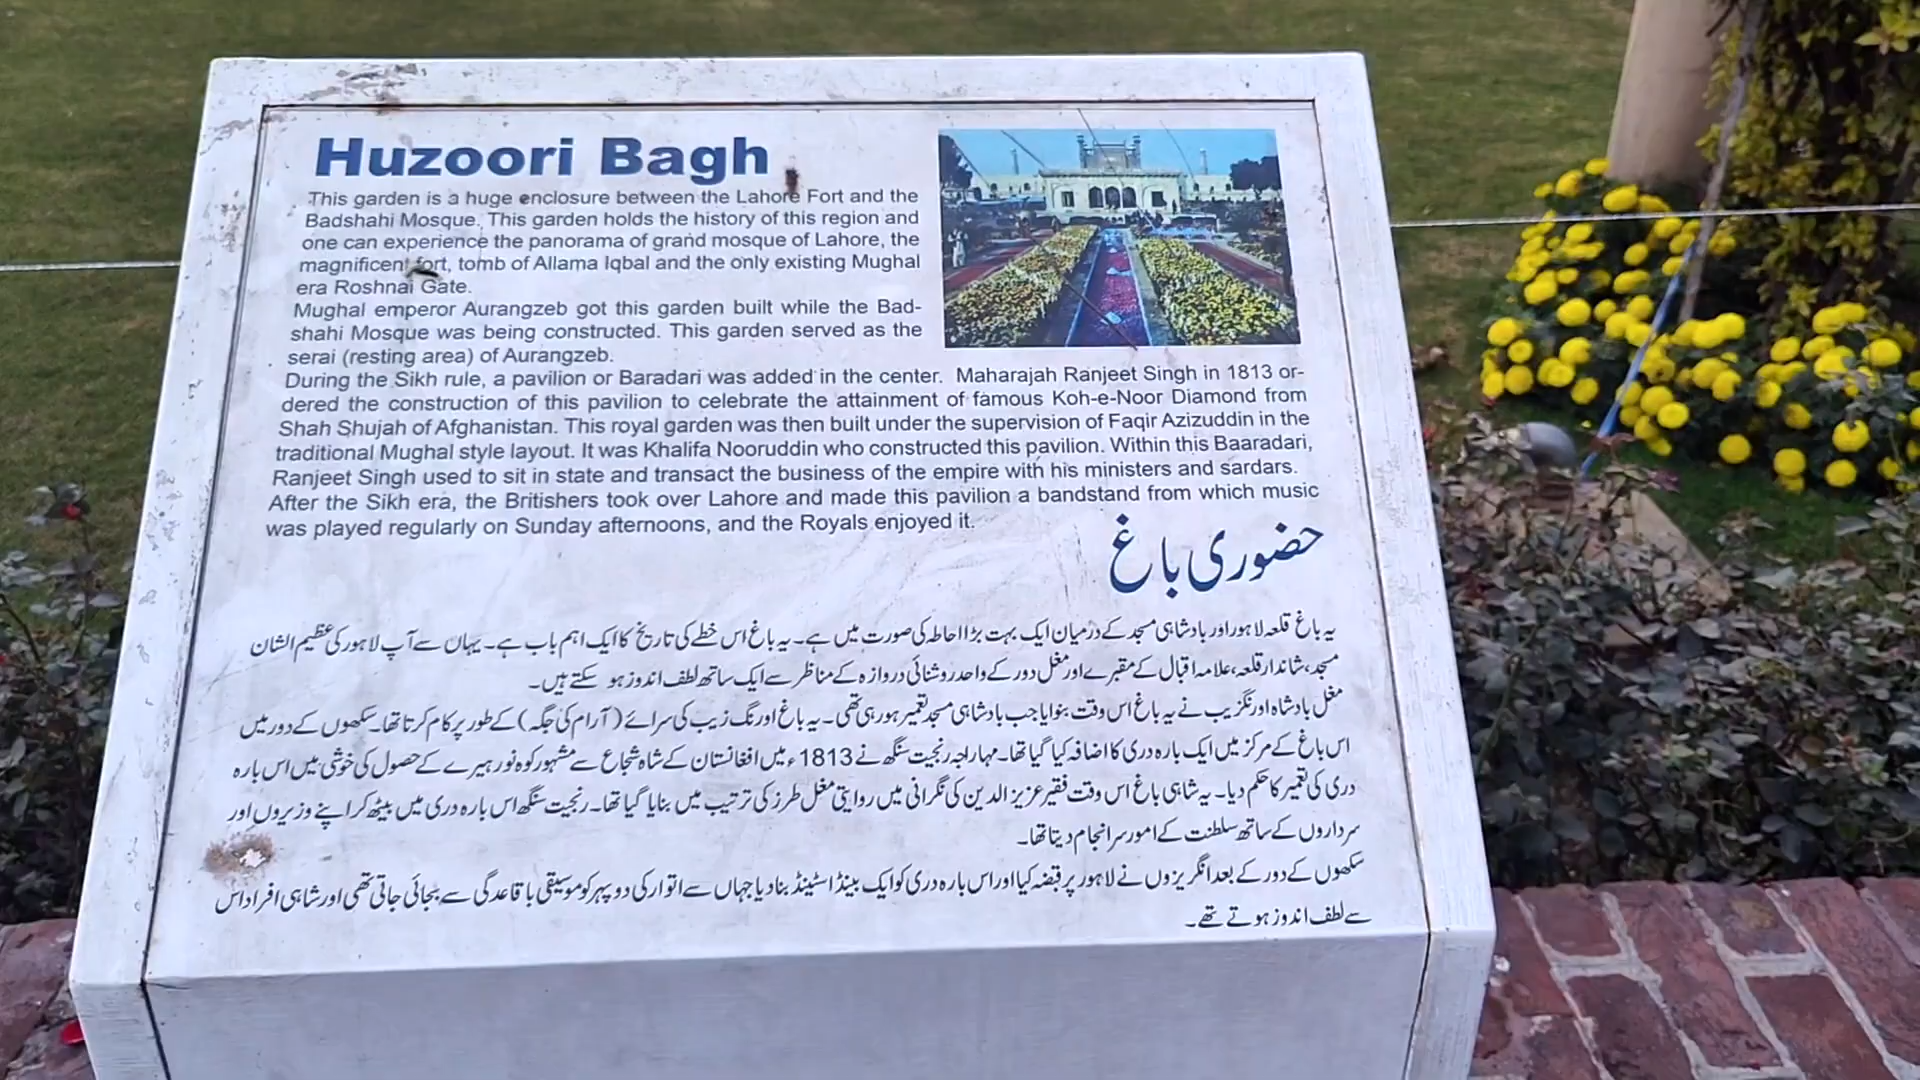 Huzoori Bagh
This garden is a huge enclosure between the Lahore Fort and the
Badshahi Mosque. This garden holds the history of this region and
one can experience the panorama of grand mosque of Lahore, the
magnificent fort, tomb of Allama Iqbal and the only existing Mughal
era Roshnai Gate.
Mughal emperor Aurangzeb got this garden built while the Bad-
shahi Mosque was being constructed. This garden served as the
serai (resting area) of Aurangzeb.
During the Sikh rule, a pavilion or Baradari was added in the center. Maharajah Ranjeet Singh in 1813 or-
dered the construction of this pavilion to celebrate the attainment of famous Koh-e-Noor Diamond from
Shah Shujah of Afghanistan. This royal garden was then built under the supervision of Faqir Azizuddin in the
traditional Mughal style layout. It was Khalifa Nooruddin who constructed this pavilion. Within this Baaradari,
Ranjeet Singh used to sit in state and transact the business of the empire with his ministers and sardars.
After the Sikh era, the Britishers took over Lahore and made this pavilion a bandstand from which music
was played regularly on Sunday afternoons, and the Royals enjoyed it.
حضوری باغ
یہ باغ قلعہ لاہور اور بادشاہی مسجد کے درمیان ایک بہت بڑا احاطہ کی صورت میں ہے۔ یہ باغ اس خطے کی تاریخ کا ایک اہم باب ہے۔ یہاں سے آپ لاہور کی عظیم الشان
مسجد، شاندار قلعہ، علامہ اقبال کے مقبرے اور مغل دور کے واحد روشنائی دروازہ کے مناظر سے ایک ساتھ لطف اندوز ہو سکتے ہیں۔
مغل بادشاہ اورنگزیب نے یہ باغ اس وقت بنوایا جب بادشاہی مسجد تعمیر ہو رہی تھی۔ یہ باغ اورنگ زیب کی سرائے (آرام کی جگہ) کے طور پر کام کرتا تھا۔ سکھوں کے دور میں
اس باغ کے مرکز میں ایک بارہ دری کا اضافہ کیا گیا تھا۔ مہاراجہ رنجیت سنگھ نے 1813ء میں افغانستان کے شاہ شجاع سے مشہور کوہ نور ہیرے کے حصول کی خوشی میں اس بارہ
دری کی تعمیر کا حکم دیا۔ یہ شاہی باغ اس وقت فقیر عزیز الدین کی نگرانی میں روایتی مغل طرز کی ترتیب میں بنایا گیا تھا۔ رنجیت سنگھ اس بارہ دری میں بیٹھ کر اپنے وزیروں اور
سرداروں کے ساتھ سلطنت کے امور سر انجام دیتا تھا۔
سکھوں کے دور کے بعد انگریزوں نے لاہور پر قبضہ کیا اور اس بارہ دری کو ایک بینڈ اسٹینڈ بنا دیا جہاں سے اتوار کی دوپہر کو موسیقی باقاعدگی سے بجائی جاتی تھی اور شاہی افراد اس
سے لطف اندوز ہوتے تھے۔